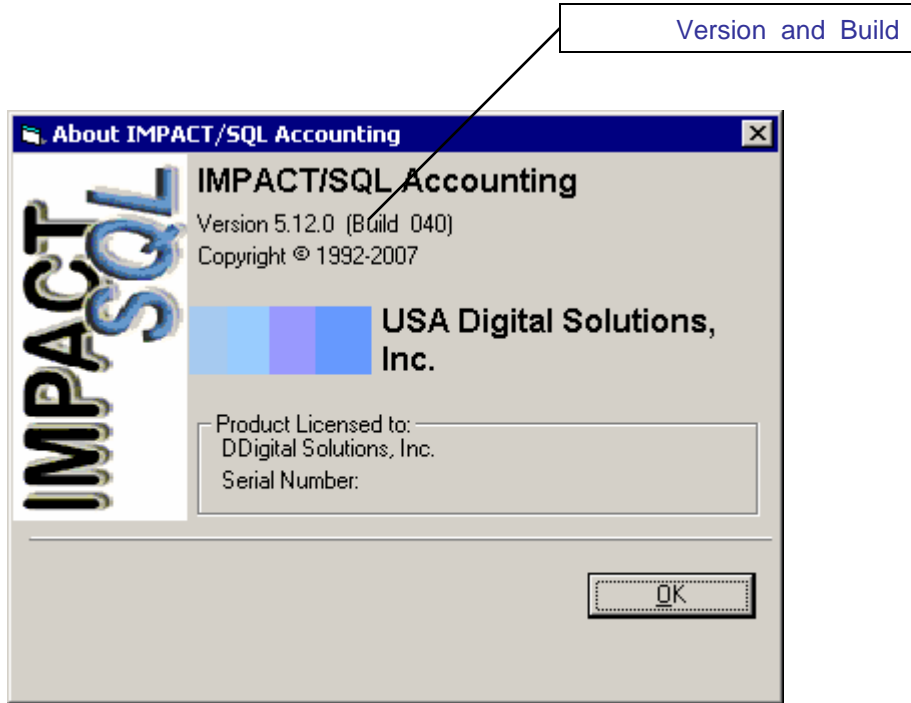 Version and Build
About IMPACT/SQL Accounting
IMPACT
SQL
IMPACT/SQL Accounting
Version 5.12.0 (Build 040)
Copyright © 1992-2007
USA Digital Solutions,
Inc.
Product Licensed to:
DDigital Solutions, Inc.
Serial Number:
OK